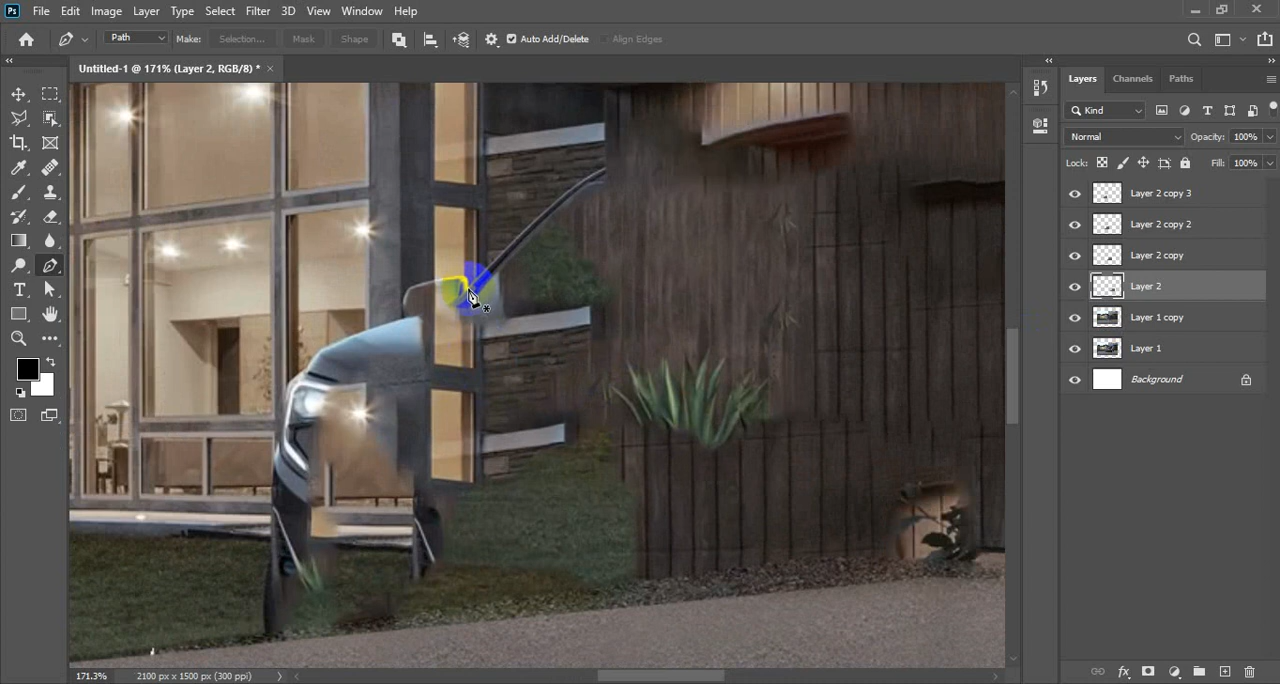 Ps File Edit Image Layer Type Select Filter 3D View Window Help
Path Make: Selection... Mask Shape Auto Add/Delete Align Edges
Untitled-1 @ 171% (Layer 2, RGB/8) * ×
Layers Channels Paths
Kind
Normal Opacity: 100%
Lock: Fill: 100%
Layer 2 copy 3
Layer 2 copy 2
Layer 2 copy
Layer 2
Layer 1 copy
Layer 1
Background
171.3% 2100 px x 1500 px (300 ppi)